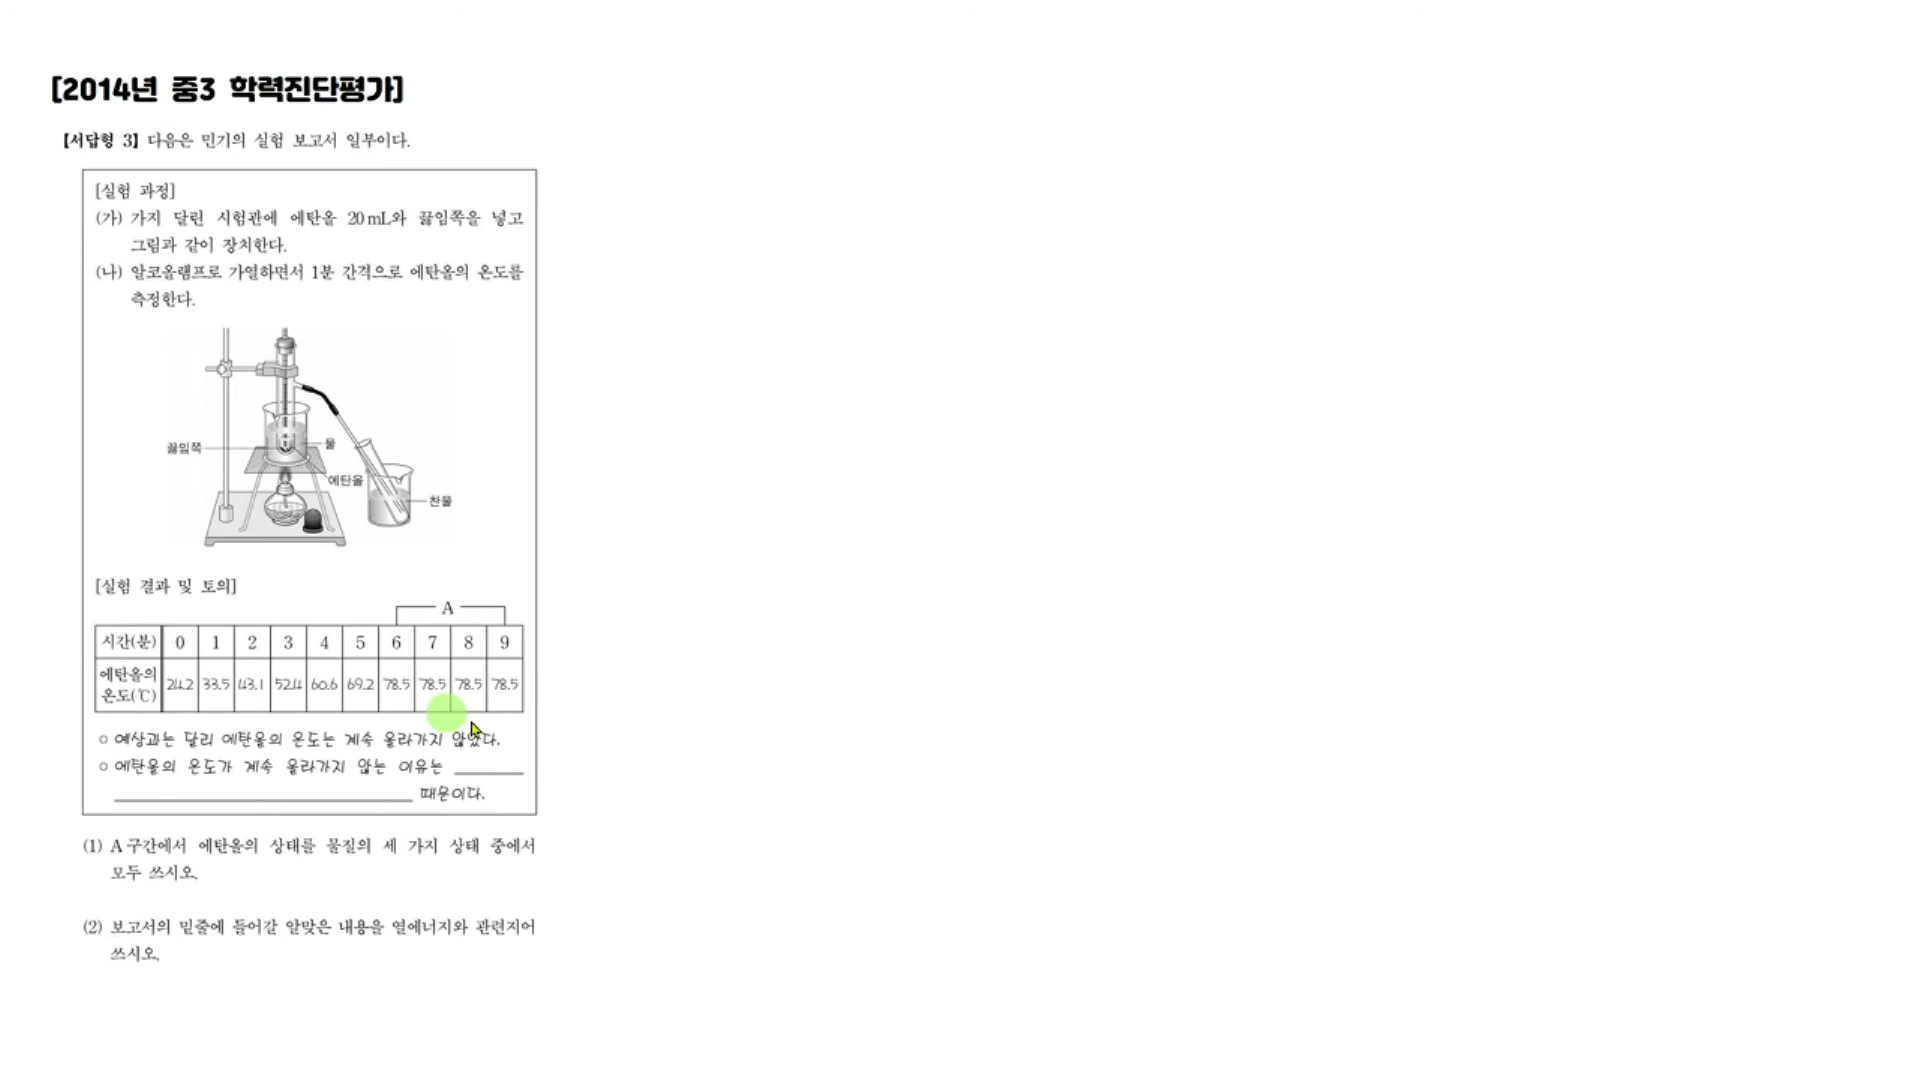 [2014년 중3 학력진단평가]
【서답형 3】 다음은 민기의 실험 보고서 일부이다.
[실험 과정]
(가) 가지 달린 시험관에 에탄올 20 mL와 끓임쪽을 넣고
그림과 같이 장치한다.
(나) 알코올램프로 가열하면서 1분 간격으로 에탄올의 온도를
측정한다.
끓임쪽
물
에탄올
찬물
[실험 결과 및 토의]
A
시간(분) 0 1 2 3 4 5 6 7 8 9
에탄올의
온도(℃) 24.2 33.5 43.1 52.4 60.6 69.2 78.5 78.5 78.5 78.5
○ 예상과는 달리 에탄올의 온도는 계속 올라가지 않았다.
○ 에탄올의 온도가 계속 올라가지 않는 이유는
때문이다.
(1) A 구간에서 에탄올의 상태를 물질의 세 가지 상태 중에서
모두 쓰시오.
(2) 보고서의 밑줄에 들어갈 알맞은 내용을 열에너지와 관련지어
쓰시오.